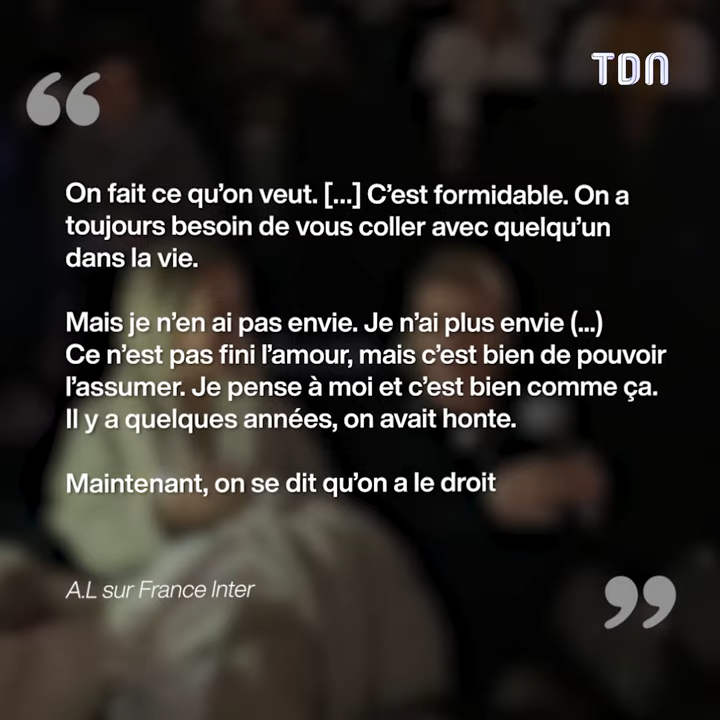 TDN
“
On fait ce qu’on veut. [...] C’est formidable. On a
toujours besoin de vous coller avec quelqu’un
dans la vie.
Mais je n’en ai pas envie. Je n’ai plus envie (...)
Ce n’est pas fini l’amour, mais c’est bien de pouvoir
l’assumer. Je pense à moi et c’est bien comme ça.
Il y a quelques années, on avait honte.
Maintenant, on se dit qu’on a le droit
A.L sur France Inter
”